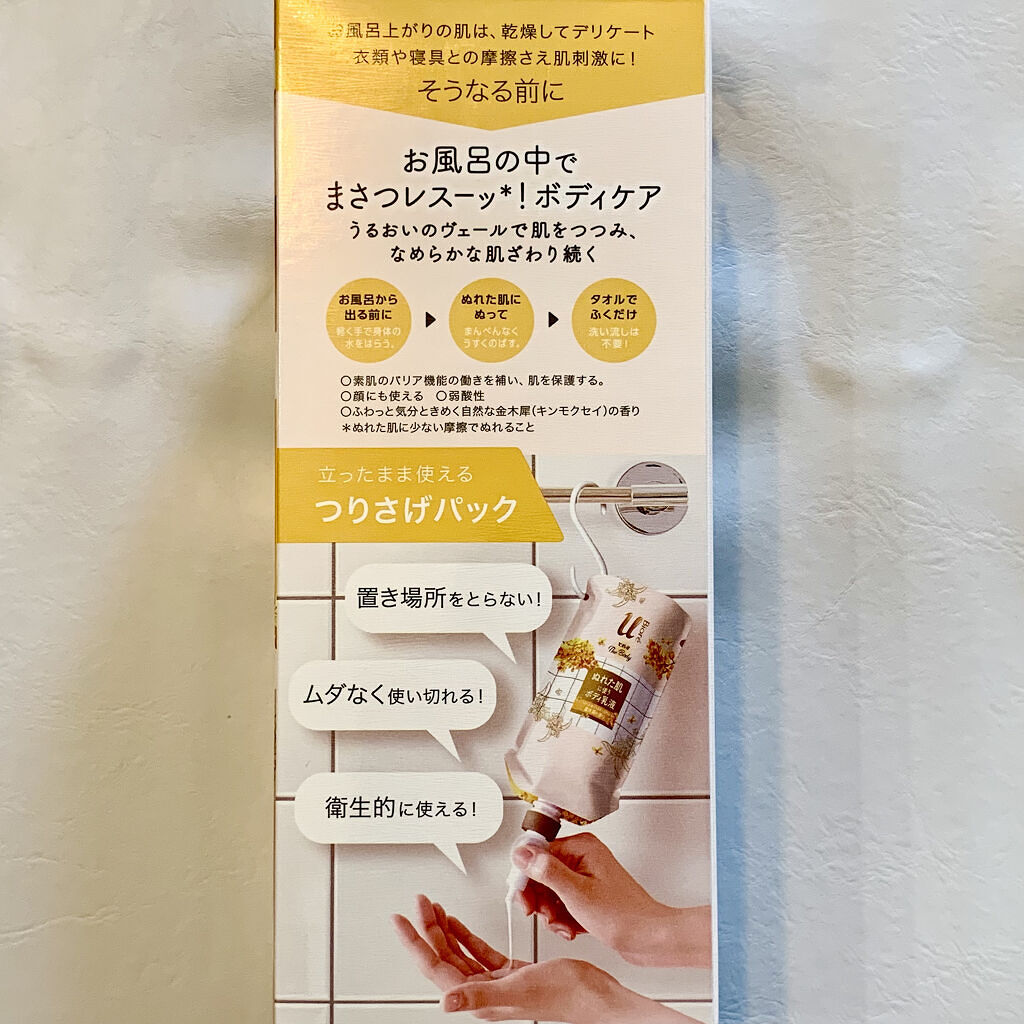 お風呂上がりの肌は、乾燥してデリケート
衣類や寝具との摩擦さえ肌刺激に!
そうなる前に
お風呂の中で
まさつレスーッ*!ボディケア
うるおいのヴェールで肌をつつみ、
なめらかな肌ざわり続く
お風呂から
出る前に
軽く手で身体の
水をはらう。
ぬれた肌に
ぬって
まんべんなく
うすくのばす。
タオルで
ふくだけ
洗い流しは
不要!
○素肌のバリア機能の働きを補い、肌を保護する。
○顔にも使える ○弱酸性
○ふわっと気分ときめく自然な金木犀(キンモクセイ)の香り
*ぬれた肌に少ない摩擦でぬれること
立ったまま使える
つりさげパック
置き場所をとらない!
ムダなく使い切れる!
衛生的に使える!
Bioré
u
The Body
ぬれた肌
に使う
ボディ乳液